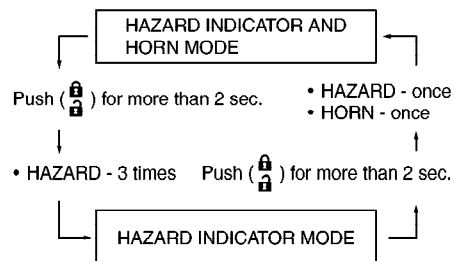 HAZARD INDICATOR AND
HORN MODE
Push ( ) for more than 2 sec.
• HAZARD - once
• HORN - once
• HAZARD - 3 times
Push ( ) for more than 2 sec.
HAZARD INDICATOR MODE